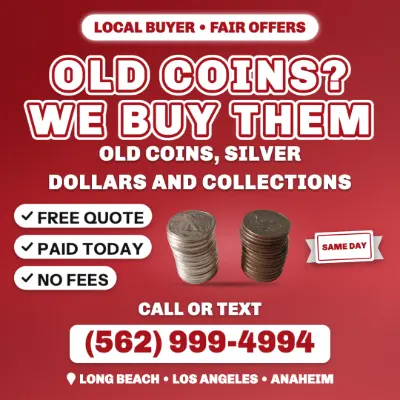 LOCAL BUYER • FAIR OFFERS
OLD COINS?
WE BUY THEM
OLD COINS, SILVER
DOLLARS AND COLLECTIONS
FREE QUOTE
PAID TODAY
NO FEES
SAME DAY
CALL OR TEXT
(562) 999-4994
LONG BEACH • LOS ANGELES • ANAHEIM